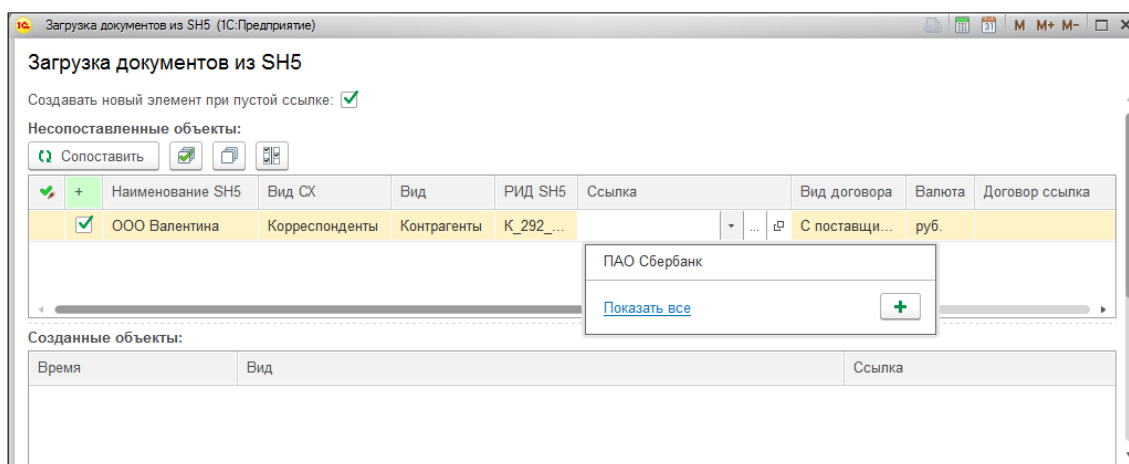 Загрузка документов из SH5 (1С:Предприятие)
31 M M+ M-
Загрузка документов из SH5
Создавать новый элемент при пустой ссылке:
Несопоставленные объекты:
Сопоставить
+ Наименование SH5 Вид СХ Вид РИД SH5 Ссылка Вид договора Валюта Договор ссылка
ООО Валентина Корреспонденты Контрагенты К_292_... ... С поставщи... руб.
ПАО Сбербанк
Показать все +
Созданные объекты:
Время Вид Ссылка